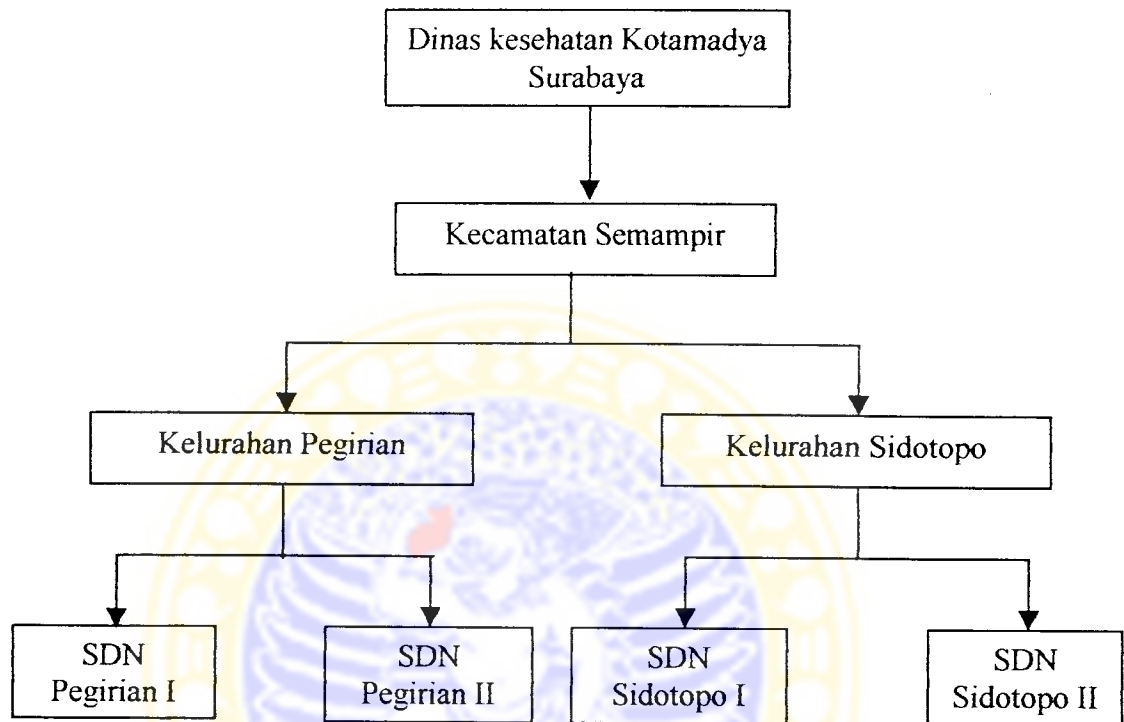 Dinas kesehatan Kotamadya
Surabaya
Kecamatan Semampir
Kelurahan Pegirian
Kelurahan Sidotopo
SDN
Pegirian I
SDN
Pegirian II
SDN
Sidotopo I
SDN
Sidotopo II